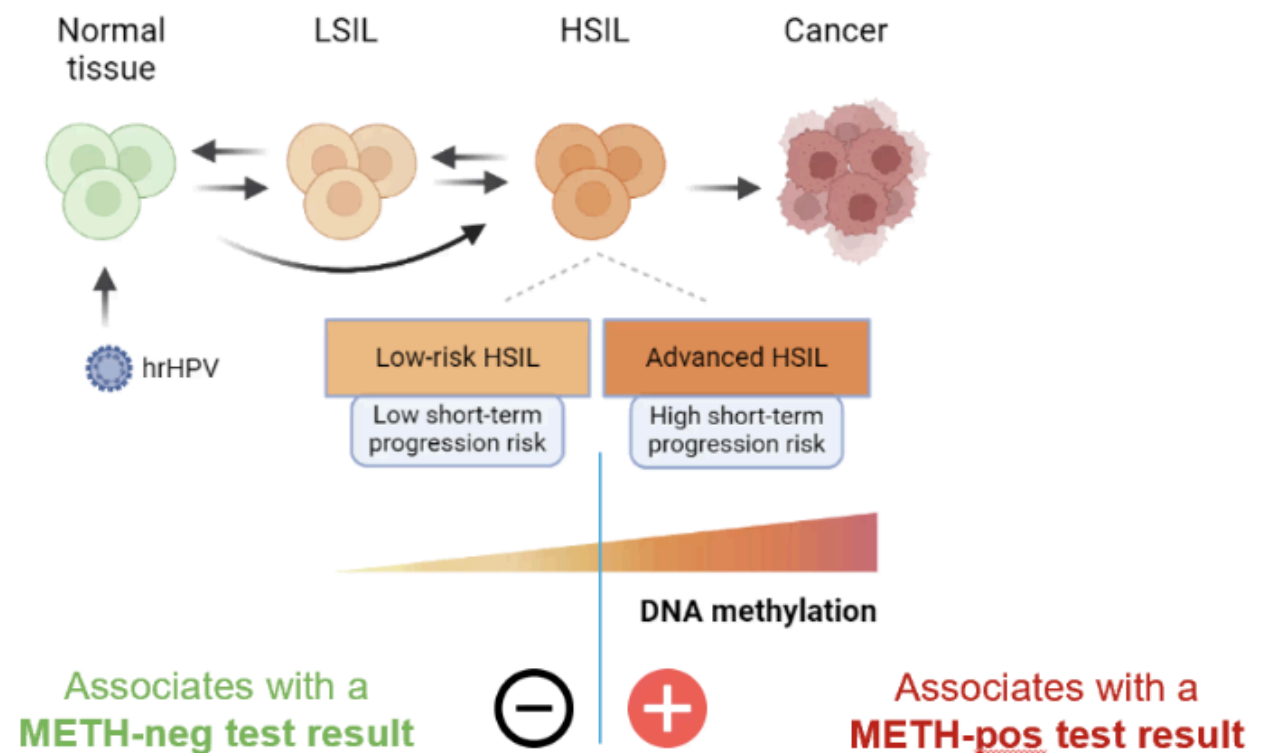 Normal
tissue
LSIL
HSIL
Cancer
hrHPV
Low-risk HSIL
Advanced HSIL
Low short-term
progression risk
High short-term
progression risk
DNA methylation
Associates with a
METH-neg test result
Associates with a
METH-pos test result